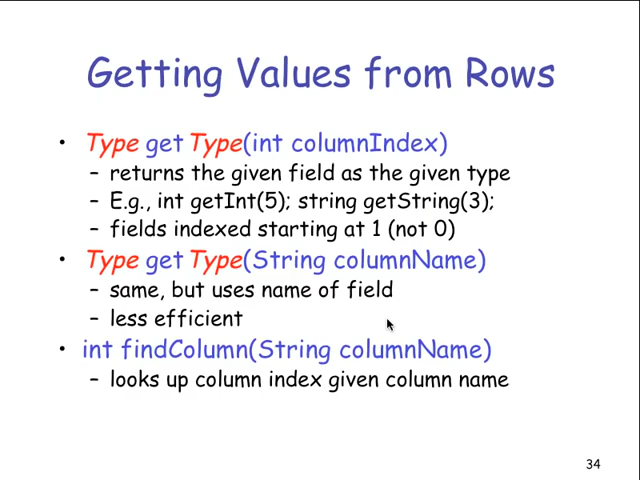 Getting Values from Rows
• Type getType(int columnIndex)
– returns the given field as the given type
– E.g., int getInt(5); string getString(3);
– fields indexed starting at 1 (not 0)
• Type getType(String columnName)
– same, but uses name of field
– less efficient
• int findColumn(String columnName)
– looks up column index given column name
34